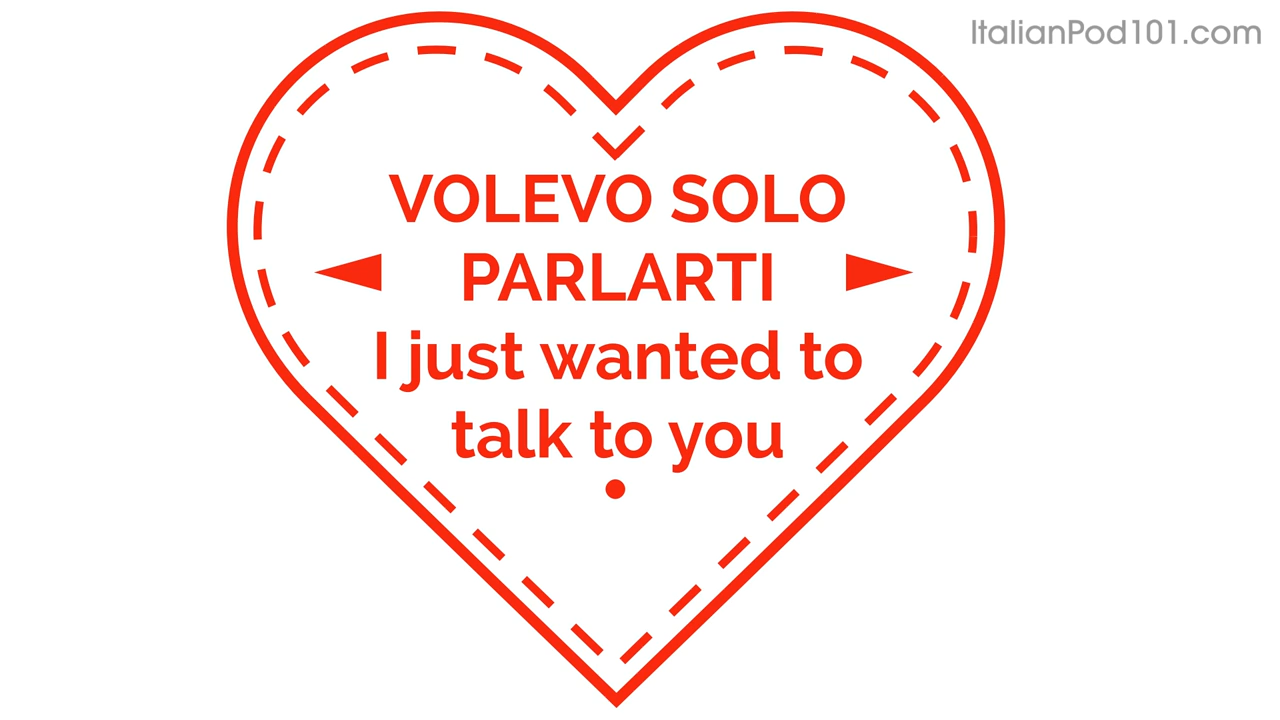 ItalianPod101.com
VOLEVO SOLO
PARLARTI
I just wanted to
talk to you